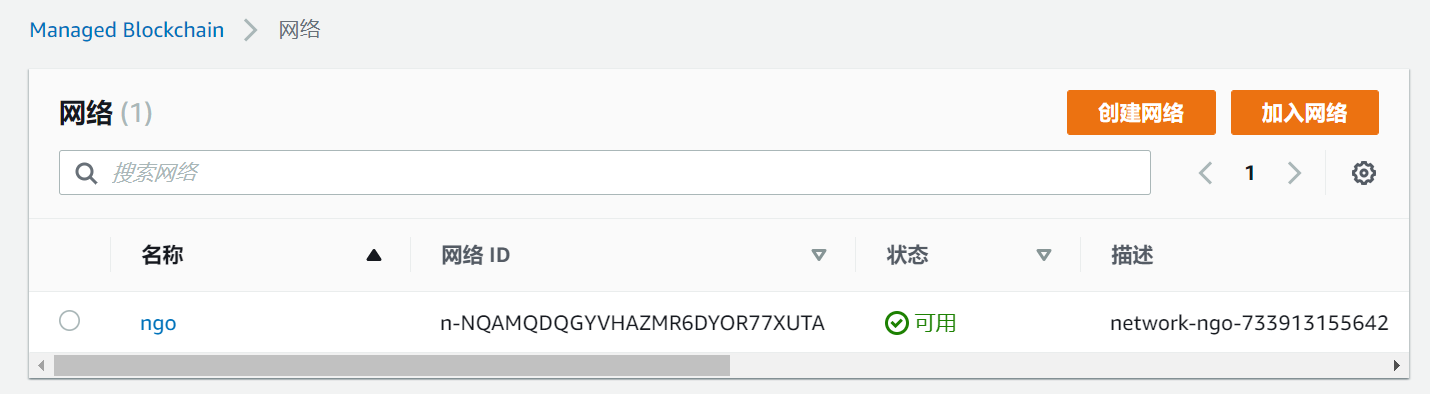 Managed Blockchain > 网络
网络 (1)
创建网络 加入网络
搜索网络 1
名称 网络 ID 状态 描述
ngo n-NQAMQDQGYVHAZMR6DYOR77XUTA 可用 network-ngo-733913155642